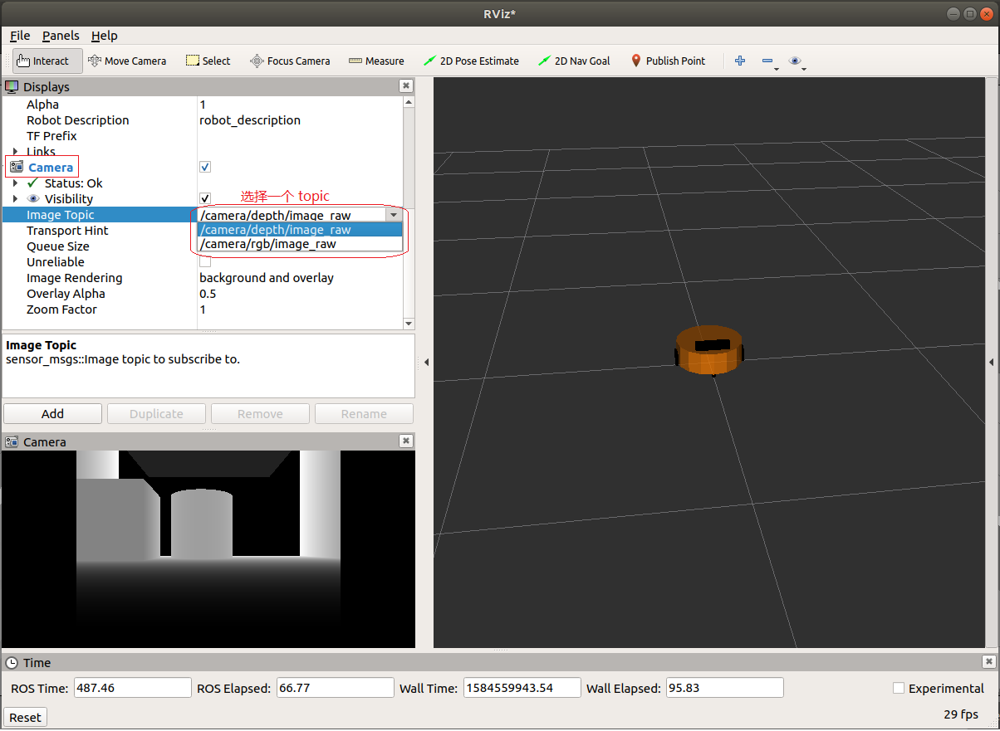 RViz*
File Panels Help
Interact Move Camera Select Focus Camera Measure 2D Pose Estimate 2D Nav Goal Publish Point
Displays
Alpha 1
Robot Description robot_description
TF Prefix
Links
Camera
Status: Ok
Visibility 选择一个 topic
Image Topic /camera/depth/image_raw
/camera/depth/image_raw
Transport Hint
Queue Size /camera/rgb/image_raw
Unreliable
Image Rendering background and overlay
Overlay Alpha 0.5
Zoom Factor 1
Image Topic
sensor_msgs::Image topic to subscribe to.
Add Duplicate Remove Rename
Camera
Time
ROS Time: 487.46 ROS Elapsed: 66.77 Wall Time: 1584559943.54 Wall Elapsed: 95.83 Experimental
Reset 29 fps